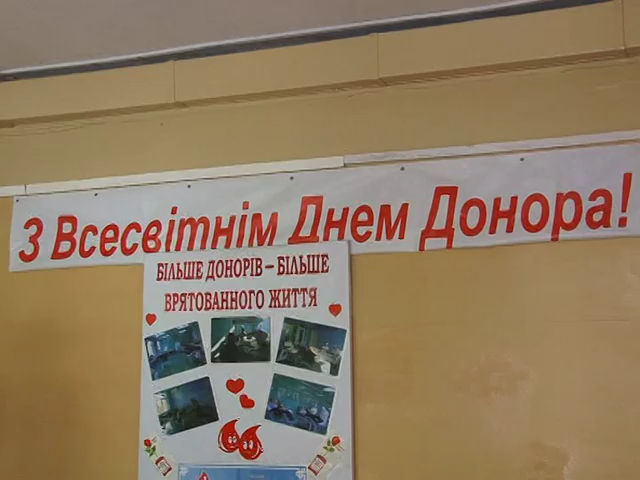 З Всесвітнім Днем Донора!
БІЛЬШЕ ДОНОРІВ – БІЛЬШЕ
ВРЯТОВАННОГО ЖИТТЯ